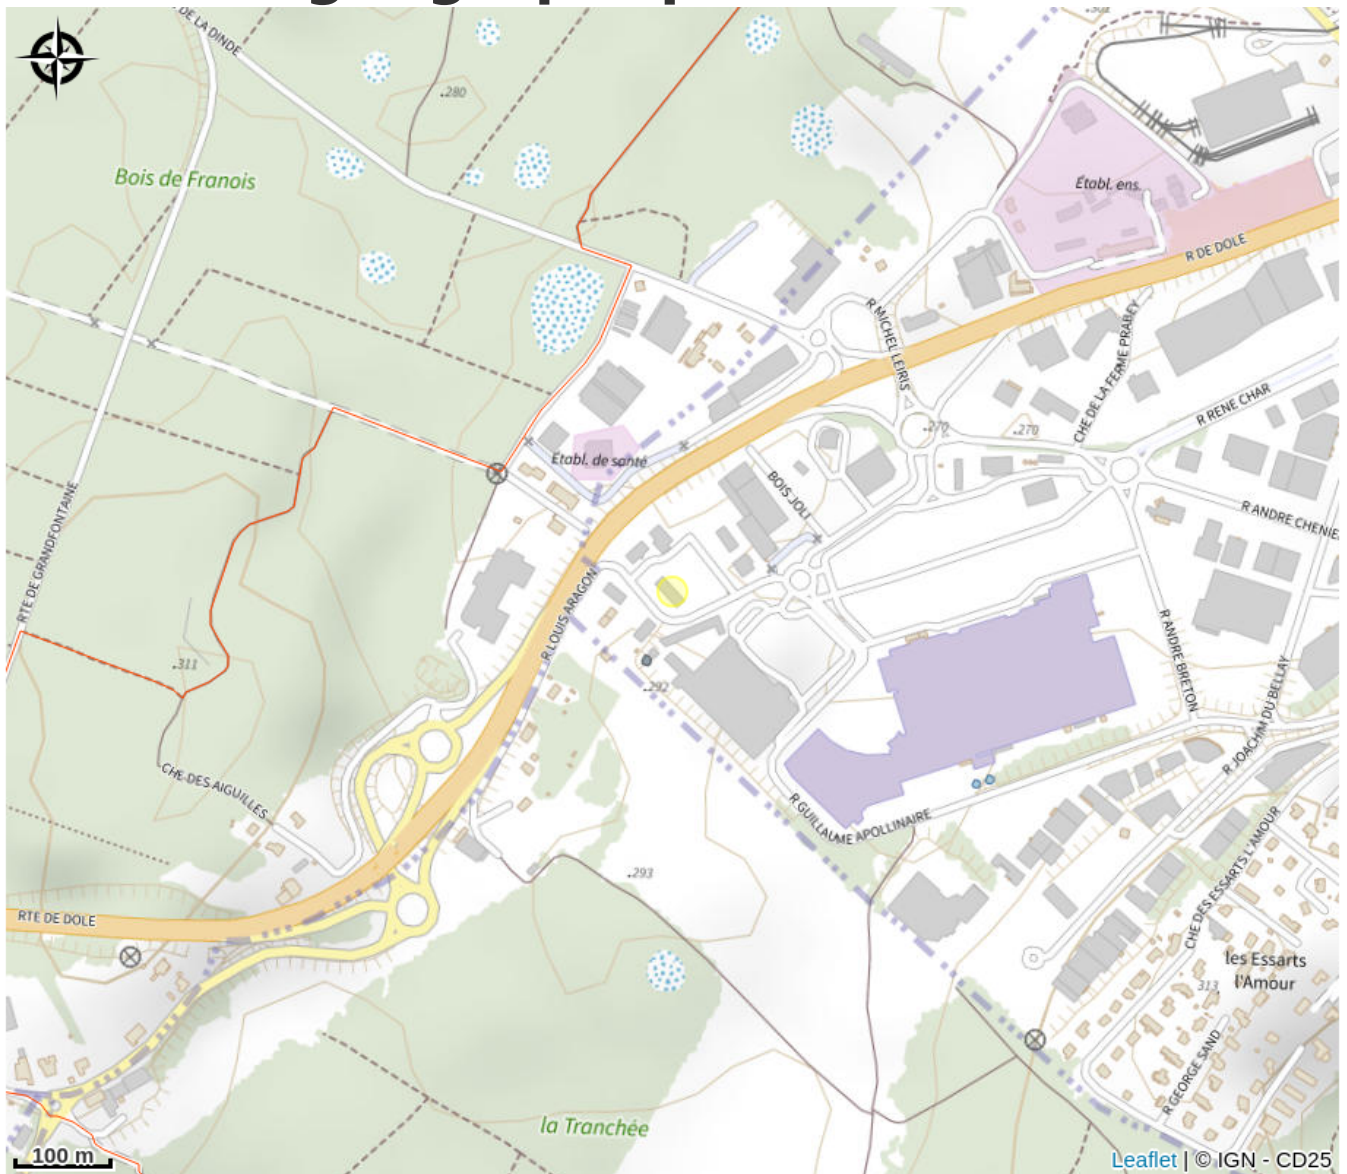 R DE LA DINDE
302
.280
Bois de Franois
Établ. ens.
R DE DOLE
R MICHEL LEIRIS
CHE DE LA FERME PRABEY
R RENE CHAR
.270
.270
Établ. de santé
BOIS JOLI
R ANDRE CHENIE
RTE DE GRANDFONTAINE
R LOUIS ARAGON
R ANDRE BRETON
.311
.292
R JOACHIM DU BELLAY
CHE DES AIGUILLES
R GUILLAUME APOLLINAIRE
CHE DES ESSARTS L'AMOUR
.293
RTE DE DOLE
les Essarts
l'Amour
313.
R GEORGE SAND
la Tranchée
100 m
Leaflet | © IGN - CD25